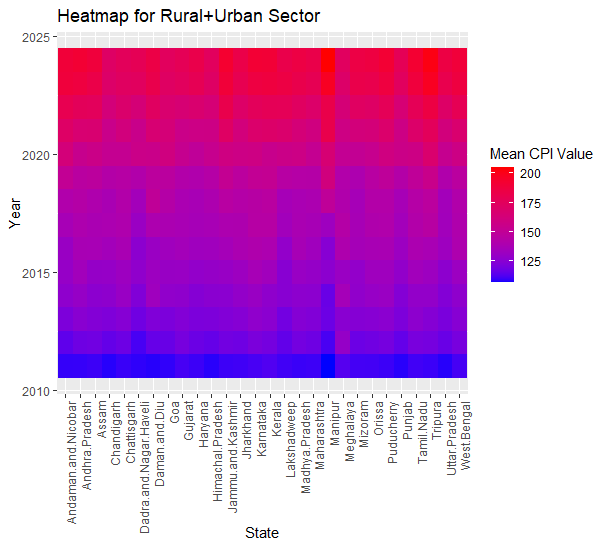 Heatmap for Rural+Urban Sector
2025
2020
2015
2010
Year
Andaman.and.Nicobar
Andhra.Pradesh
Assam
Chandigarh
Chattisgarh
Dadra.and.Nagar.Haveli
Daman.and.Diu
Goa
Gujarat
Haryana
Himachal.Pradesh
Jammu.and.Kashmir
Jharkhand
Karnataka
Kerala
Lakshadweep
Madhya.Pradesh
Maharashtra
Manipur
Meghalaya
Mizoram
Orissa
Puducherry
Punjab
Tamil.Nadu
Tripura
Uttar.Pradesh
West.Bengal
State
Mean CPI Value
200
175
150
125